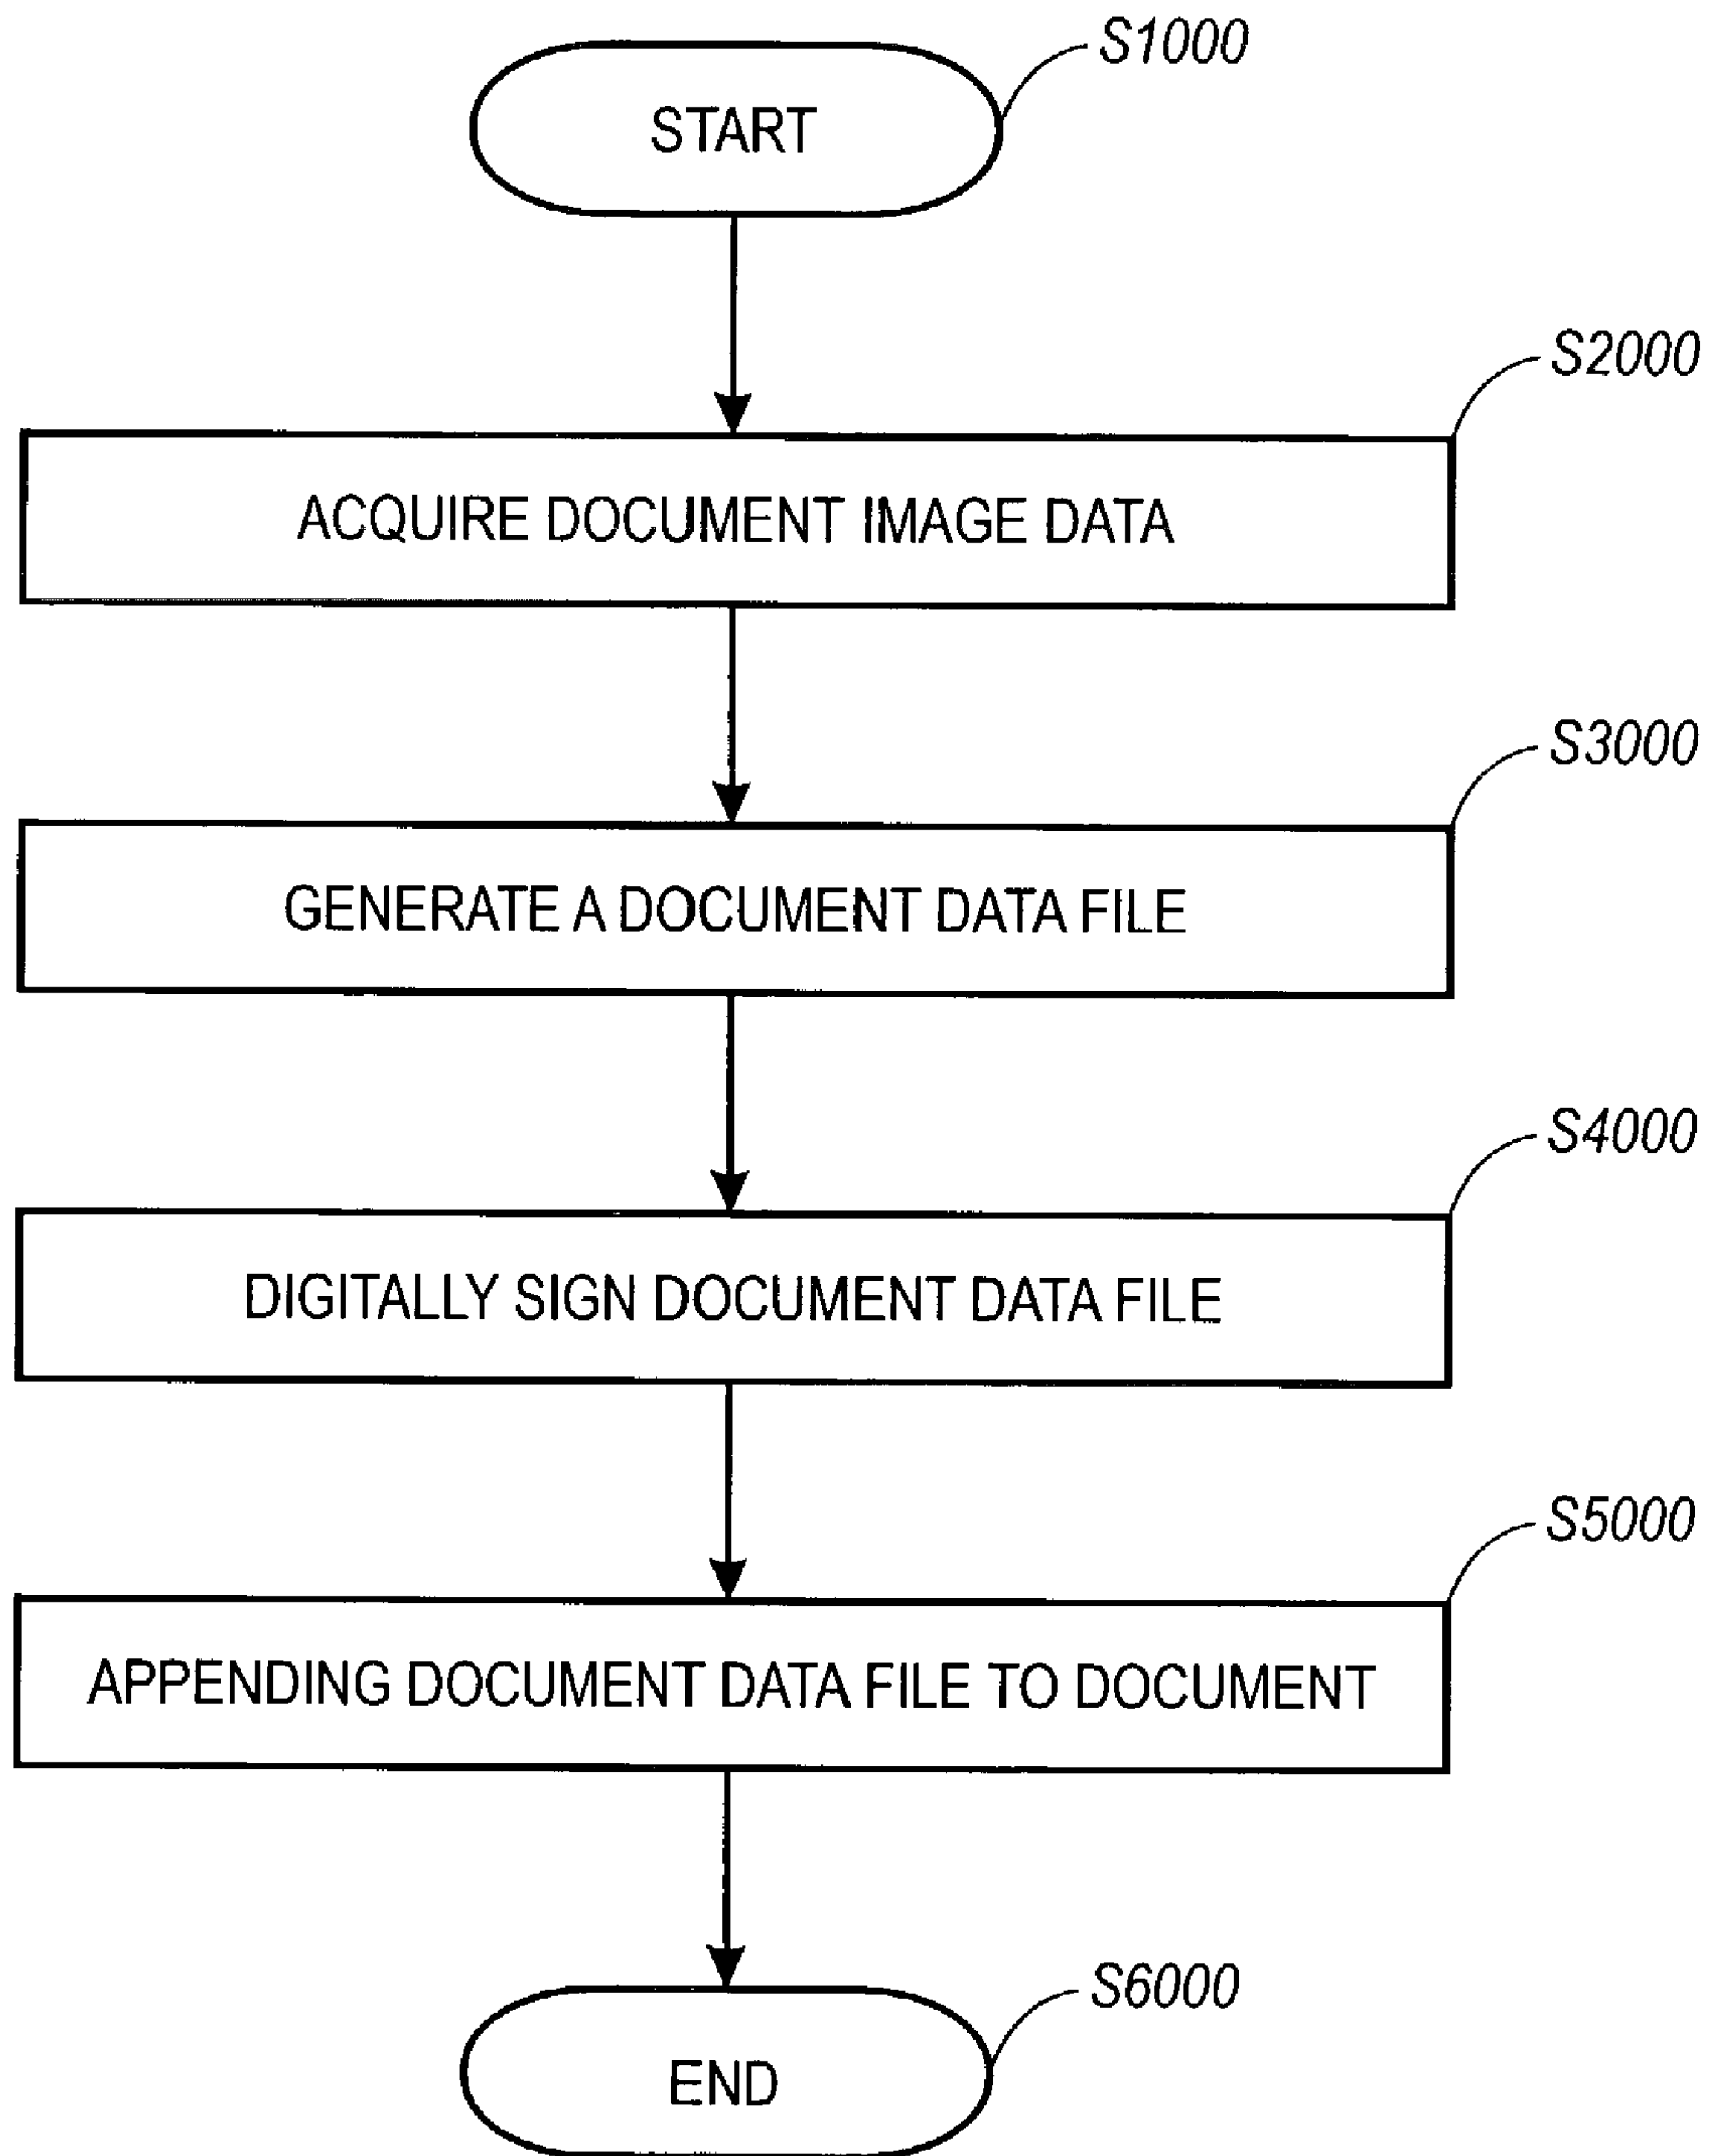 S1000
START
S2000
ACQUIRE DOCUMENT IMAGE DATA
S3000
GENERATE A DOCUMENT DATA FILE
S4000
DIGITALLY SIGN DOCUMENT DATA FILE
S5000
APPENDING DOCUMENT DATA FILE TO DOCUMENT
S6000
END